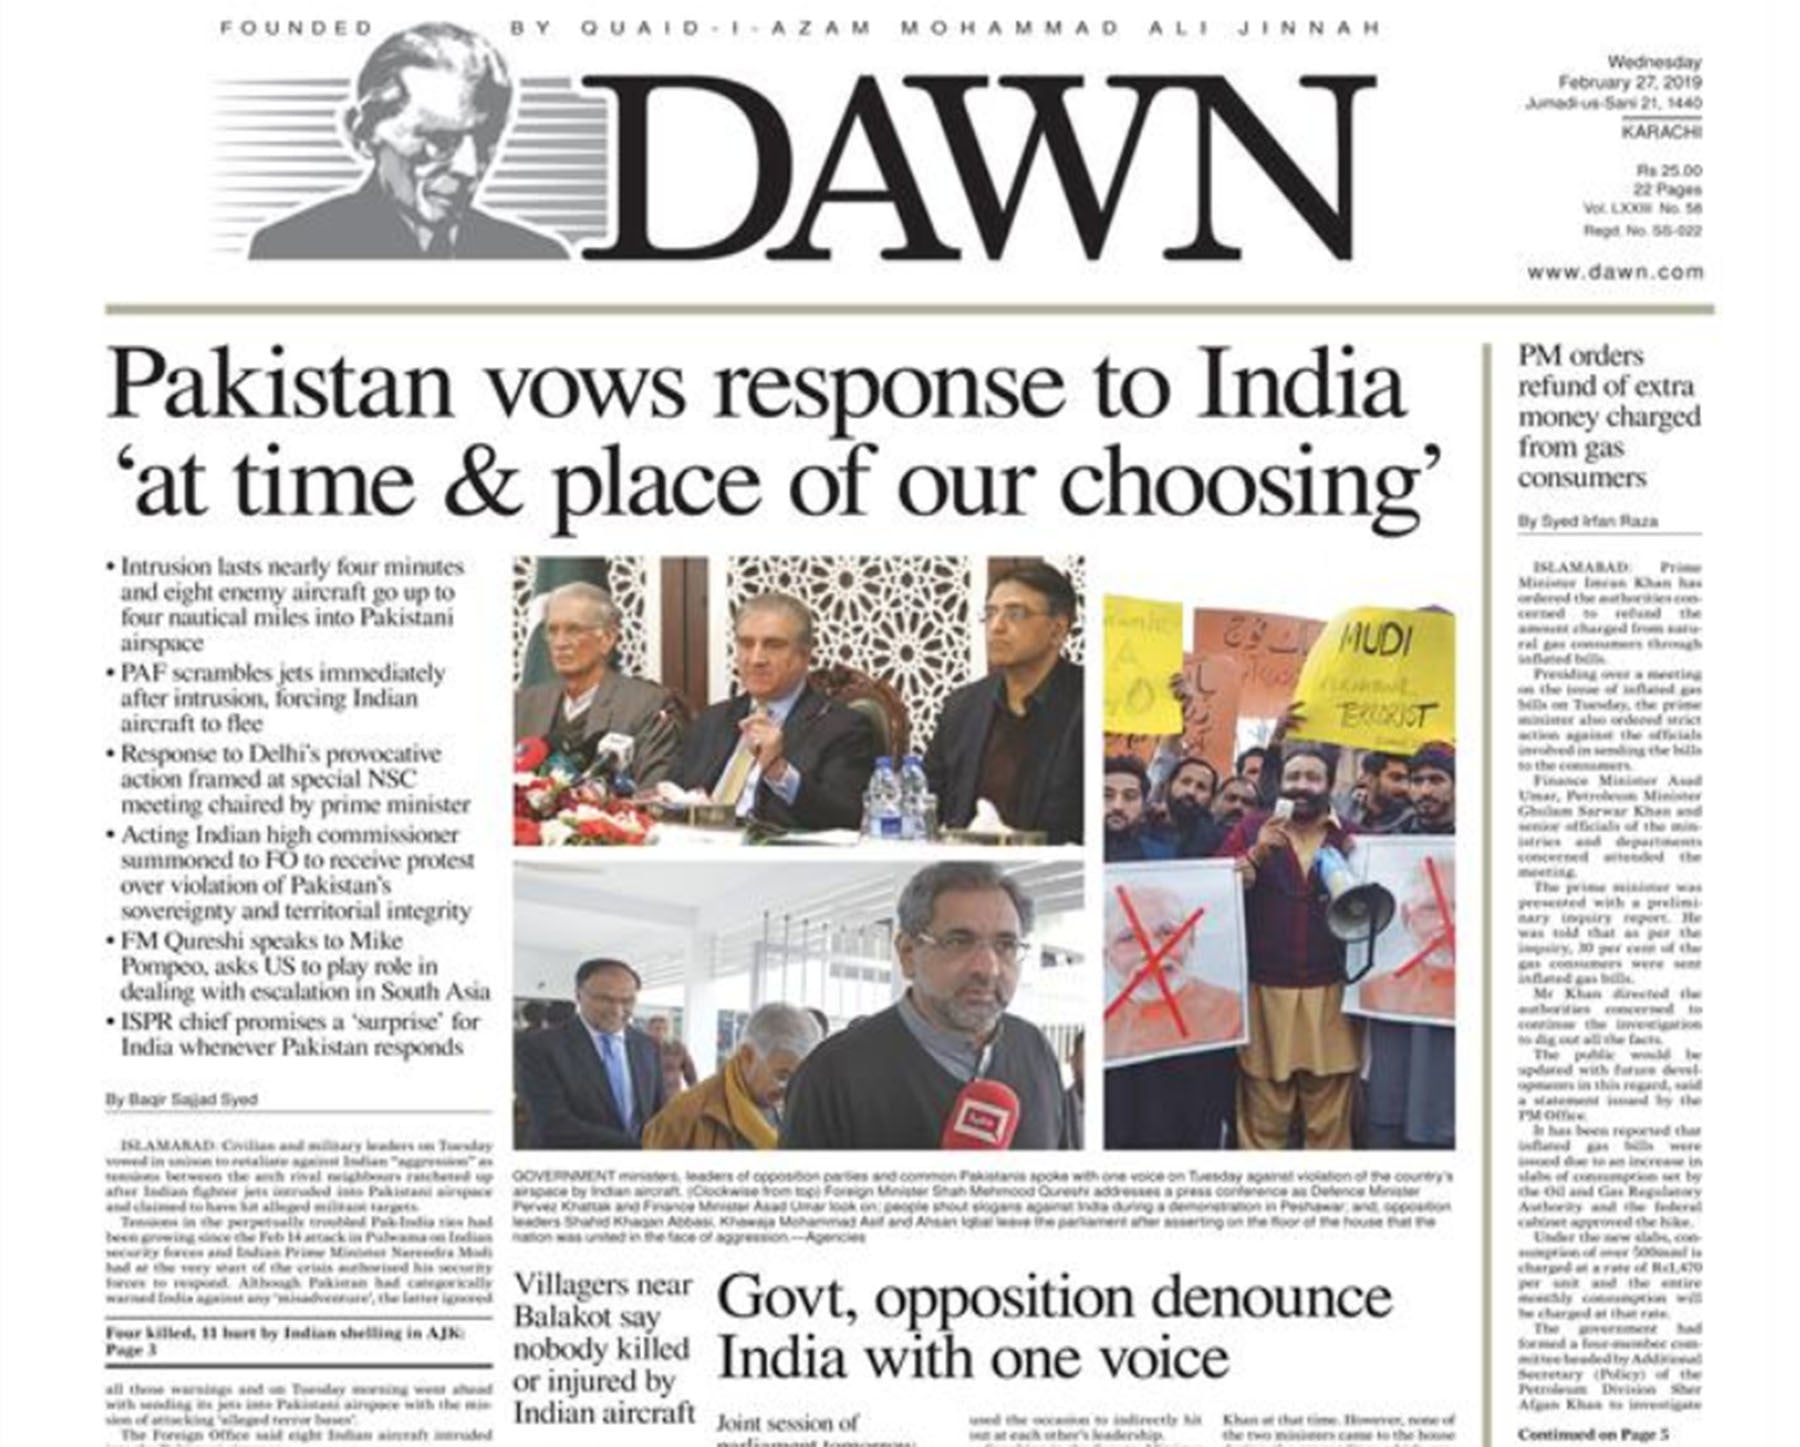 FOUNDED BY QUAID-I-AZAM MOHAMMAD ALI JINNAH
DAWN
Wednesday
February 27, 2019
Jumadi-us-Sani 21, 1440
KARACHI
Rs 25.00
22 Pages
Vol. LXXIII No. 58
Regd. No. SS-022
www.dawn.com
Pakistan vows response to India
‘at time & place of our choosing’
• Intrusion lasts nearly four minutes
and eight enemy aircraft go up to
four nautical miles into Pakistani
airspace
• PAF scrambles jets immediately
after intrusion, forcing Indian
aircraft to flee
• Response to Delhi’s provocative
action framed at special NSC
meeting chaired by prime minister
• Acting Indian high commissioner
summoned to FO to receive protest
over violation of Pakistan’s
sovereignty and territorial integrity
• FM Qureshi speaks to Mike
Pompeo, asks US to play role in
dealing with escalation in South Asia
• ISPR chief promises a ‘surprise’ for
India whenever Pakistan responds
By Baqir Sajjad Syed
ISLAMABAD: Civilian and military leaders on Tuesday
vowed in unison to retaliate against Indian “aggression” as
tensions between the arch rival neighbours ratcheted up
after Indian fighter jets intruded into Pakistani airspace
and claimed to have hit alleged militant targets.
Tensions in the perpetually troubled Pak-India ties had
been growing since the Feb 14 attack in Pulwama on Indian
security forces and Indian Prime Minister Narendra Modi
had at the very start of the crisis authorised his security
forces to respond. Although Pakistan had categorically
warned India against any ‘misadventure’, the latter ignored
Four killed, 11 hurt by Indian shelling in AJK:
Page 3
all those warnings and on Tuesday morning went ahead
with sending its jets into Pakistani airspace with the mis-
sion of attacking ‘alleged terror bases’.
The Foreign Office said eight Indian aircraft intruded
MUDI
TERRORIST
GOVERNMENT ministers, leaders of opposition parties and common Pakistanis spoke with one voice on Tuesday against violation of the country’s
airspace by Indian aircraft. (Clockwise from top) Foreign Minister Shah Mehmood Qureshi addresses a press conference as Defence Minister
Pervez Khattak and Finance Minister Asad Umar look on; people shout slogans against India during a demonstration in Peshawar; and, opposition
leaders Shahid Khaqan Abbasi, Khawaja Mohammad Asif and Ahsan Iqbal leave the parliament after asserting on the floor of the house that the
nation was united in the face of aggression.—Agencies
Villagers near
Balakot say
nobody killed
or injured by
Indian aircraft
Govt, opposition denounce
India with one voice
Joint session of
parliament tomorrow
used the occasion to indirectly hit
out at each other’s leadership.
Khan at that time. However, none of
the two ministers came to the house
PM orders
refund of extra
money charged
from gas
consumers
By Syed Irfan Raza
ISLAMABAD: Prime
Minister Imran Khan has
ordered the authorities con-
cerned to refund the
amount charged from natu-
ral gas consumers through
inflated bills.
Presiding over a meeting
on the issue of inflated gas
bills on Tuesday, the prime
minister also ordered strict
action against the officials
involved in sending the bills
to the consumers.
Finance Minister Asad
Umar, Petroleum Minister
Ghulam Sarwar Khan and
senior officials of the min-
istries and departments
concerned attended the
meeting.
The prime minister was
presented with a prelimi-
nary inquiry report. He
was told that as per the
inquiry, 30 per cent of the
gas consumers were sent
inflated gas bills.
Mr Khan directed the
authorities concerned to
continue the investigation
to dig out all the facts.
The public would be
updated with future devel-
opments in this regard, said
a statement issued by the
PM Office.
It has been reported that
inflated gas bills were
issued due to an increase in
slabs of consumption set by
the Oil and Gas Regulatory
Authority and the federal
cabinet approved the hike.
Under the new slabs, con-
sumption of over 500mmd is
charged at a rate of Rs1,470
per unit and the entire
monthly consumption will
be charged at that rate.
The government had
formed a four-member com-
mittee headed by Additional
Secretary (Policy) of the
Petroleum Division Sher
Afgan Khan to investigate
Continued on Page 5